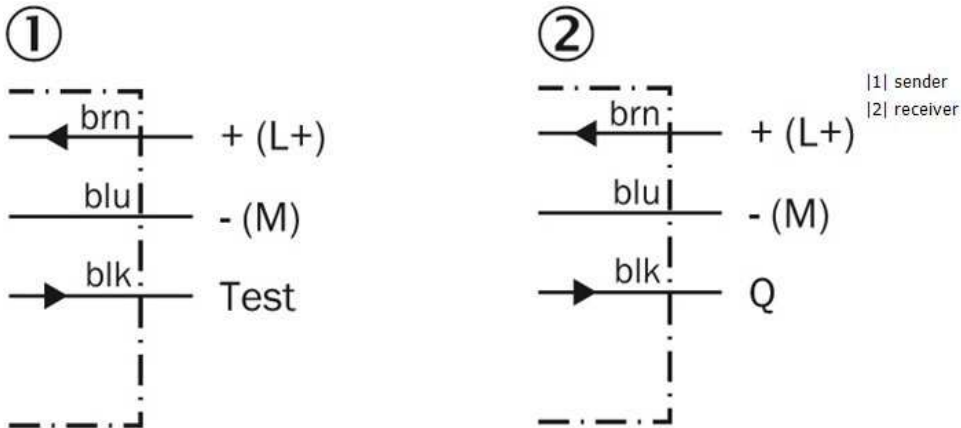 ①
②
|1| sender
|2| receiver
brn
+ (L+)
blu
- (M)
blk
Test
brn
+ (L+)
blu
- (M)
blk
Q